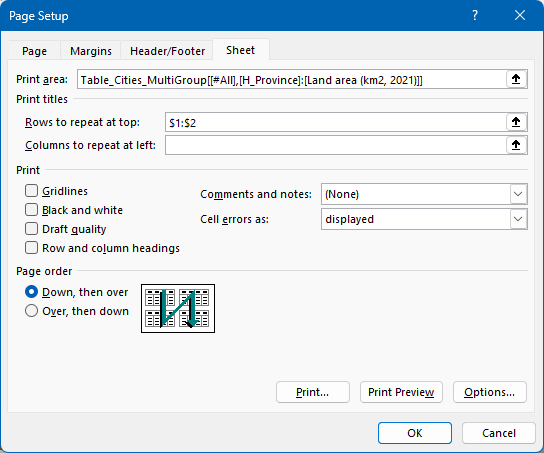 Page Setup ? ✕
Page Margins Header/Footer Sheet
Print area: Table_Cities_MultiGroup[[#All],[H_Province]:[Land area (km2, 2021)]]
Print titles
Rows to repeat at top: $1:$2
Columns to repeat at left:
Print
Gridlines
Black and white
Draft quality
Row and column headings
Comments and notes: (None)
Cell errors as: displayed
Page order
Down, then over
Over, then down
Print... Print Preview Options...
OK Cancel